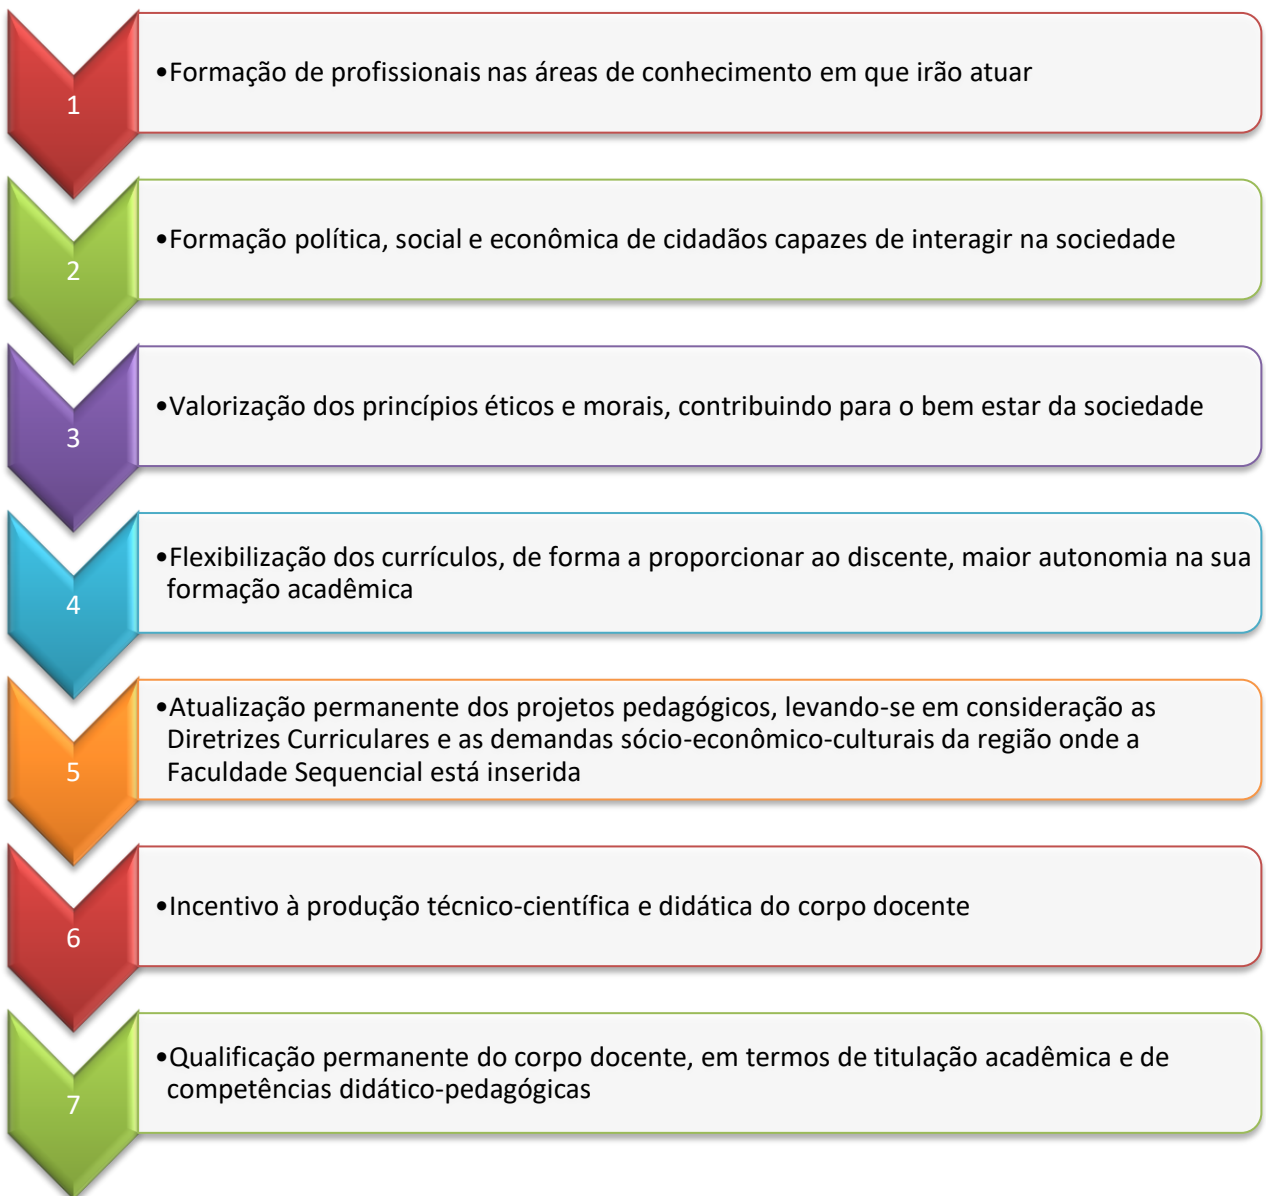 1
•Formação de profissionais nas áreas de conhecimento em que irão atuar
2
•Formação política, social e econômica de cidadãos capazes de interagir na sociedade
3
•Valorização dos princípios éticos e morais, contribuindo para o bem estar da sociedade
4
•Flexibilização dos currículos, de forma a proporcionar ao discente, maior autonomia na sua
formação acadêmica
5
•Atualização permanente dos projetos pedagógicos, levando-se em consideração as
Diretrizes Curriculares e as demandas sócio-econômico-culturais da região onde a
Faculdade Sequencial está inserida
6
•Incentivo à produção técnico-científica e didática do corpo docente
7
•Qualificação permanente do corpo docente, em termos de titulação acadêmica e de
competências didático-pedagógicas